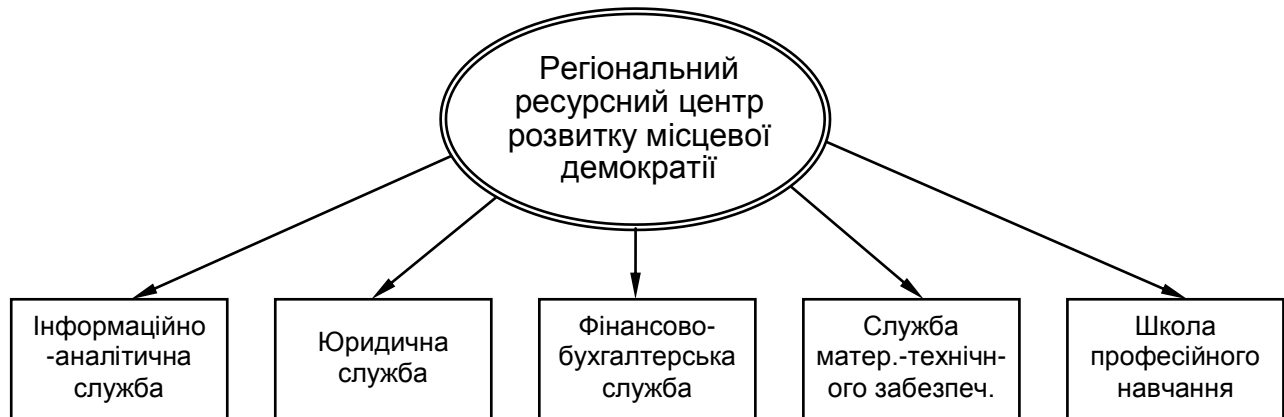 Регіональний
ресурсний центр
розвитку місцевої
демократії
Інформаційно
-аналітична
служба
Юридична
служба
Фінансово-
бухгалтерська
служба
Служба
матер.-технічн-
ого забезпеч.
Школа
професійного
навчання